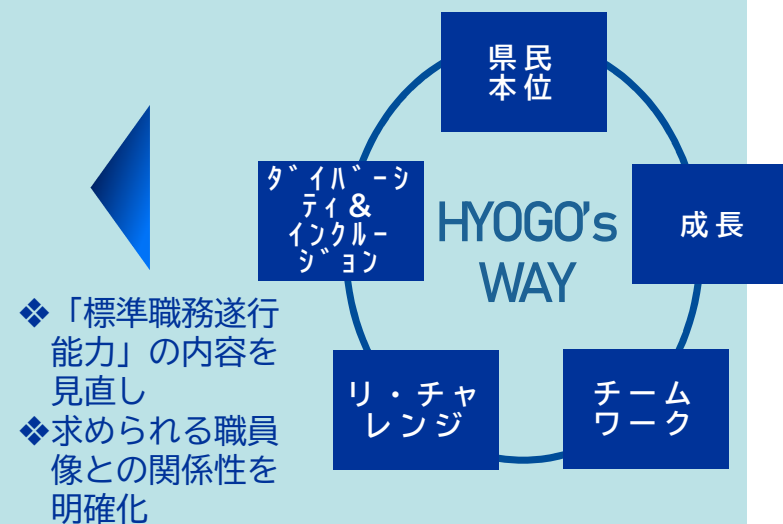 県民
本位
ﾀﾞｲﾊﾞｰｼ
ﾃｨ&
インクルー
ジョン
HYOGO's
WAY
成長
リ・チャ
レンジ
チーム
ワーク
❖「標準職務遂行
能力」の内容を
見直し
❖求められる職員
像との関係性を
明確化